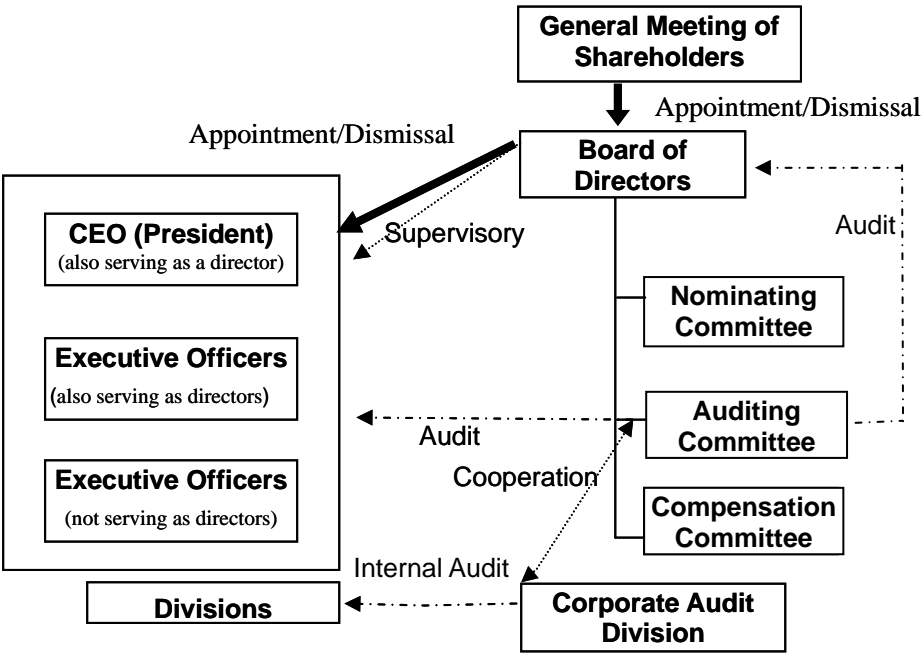 General Meeting of
Shareholders
Appointment/Dismissal
Appointment/Dismissal
Board of
Directors
CEO (President)
(also serving as a director)
Supervisory
Audit
Nominating
Committee
Executive Officers
(also serving as directors)
Auditing
Committee
Audit
Cooperation
Executive Officers
(not serving as directors)
Compensation
Committee
Internal Audit
Divisions
Corporate Audit
Division